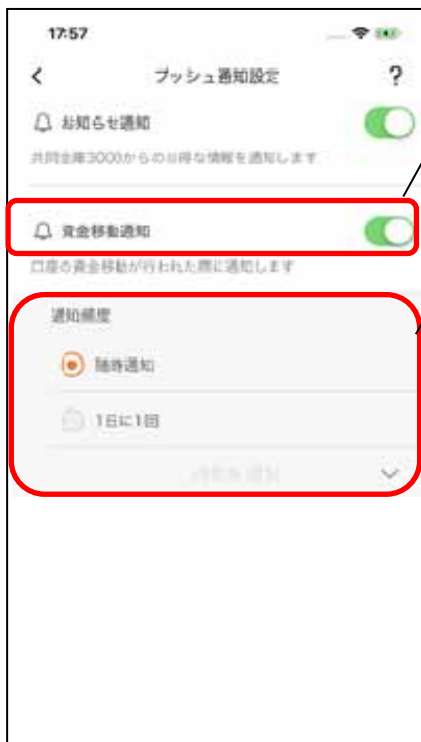 17:57
プッシュ通知設定
?
お知らせ通知
共同金庫3000からのお得な情報を通知します
資金移動通知
口座の資金移動が行われた際に通知します
通知頻度
随時通知
1日に1回